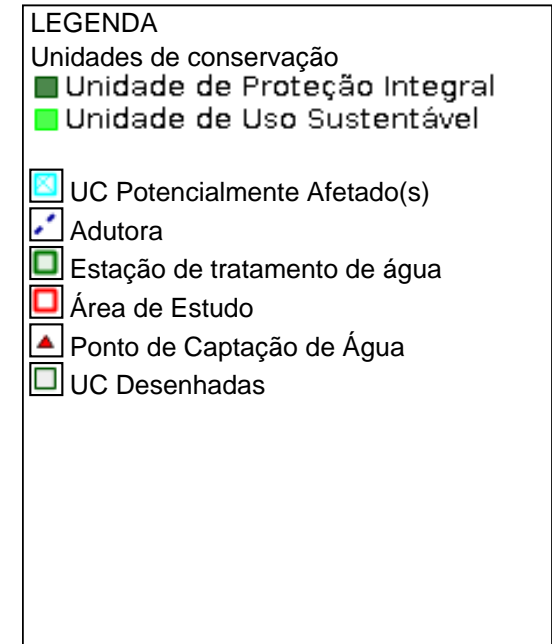 LEGENDA
Unidades de conservação
Unidade de Proteção Integral
Unidade de Uso Sustentável
UC Potencialmente Afetado(s)
Adutora
Estação de tratamento de água
Área de Estudo
Ponto de Captação de Água
UC Desenhadas